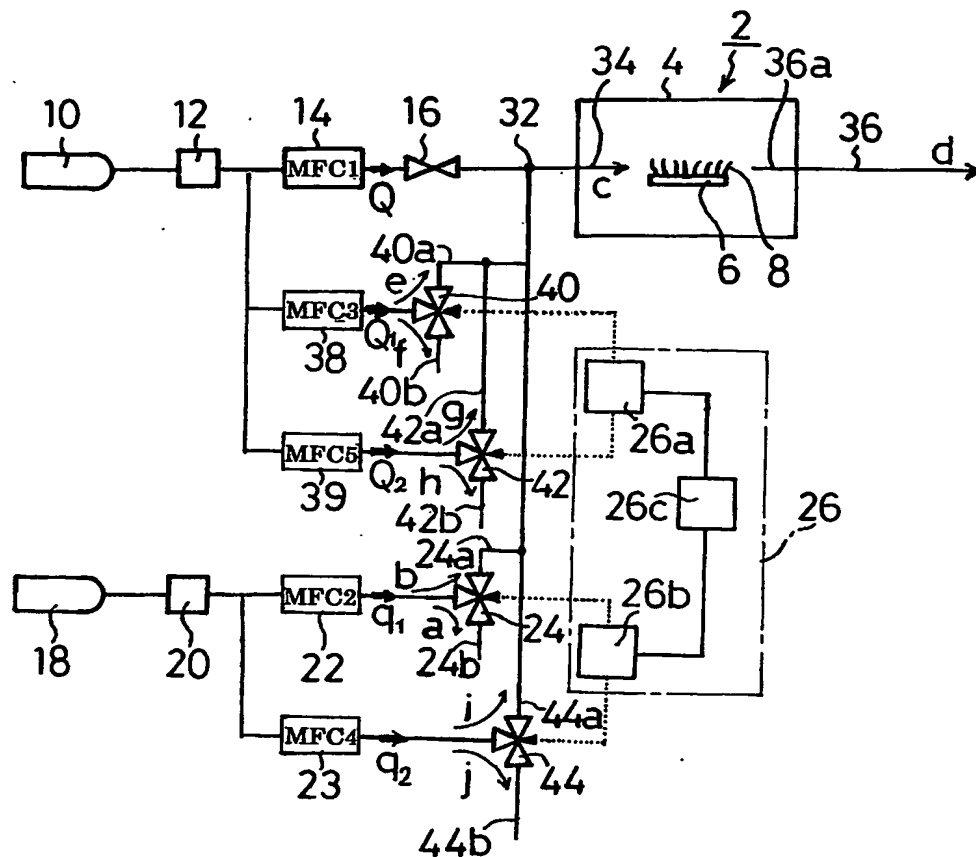 2
10 12 14 16 32 34 4 36a
36 d
MFC1
Q c
6 8
40a
e 40
MFC3
38 Q1 f
40b
42a g
26a
MFC5
39 Q2 h 42
42b
26c 26
24a
18 20
MFC2
b
22 q1 a 24
24b
26b
i 44a
MFC4
23 q2 j 44
44b